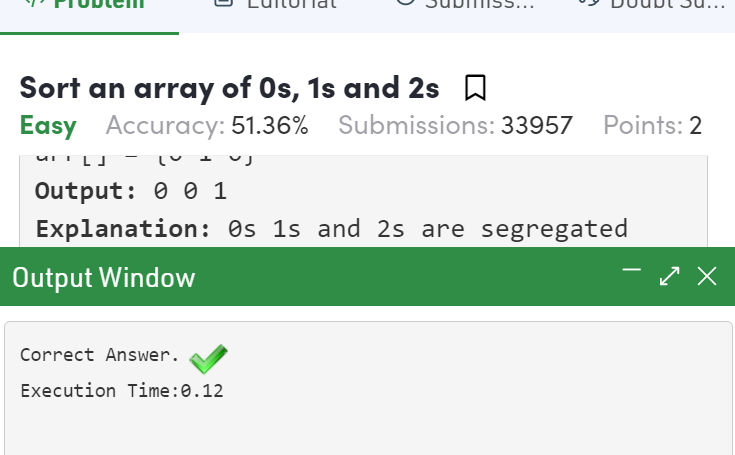 Problem Editorial Submiss... Doubt Su...
Sort an array of 0s, 1s and 2s
Easy Accuracy: 51.36% Submissions: 33957 Points: 2
arr[] = {0 1 0}
Output: 0 0 1
Explanation: 0s 1s and 2s are segregated
Output Window
Correct Answer.
Execution Time:0.12